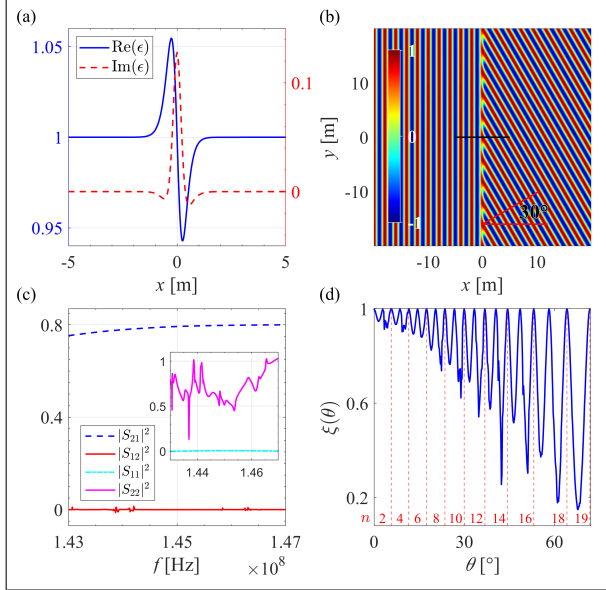 (a)
1.05
1
0.95
Re(ϵ)
Im(ϵ)
0.1
0
-5 0 5
x [m]
(b)
20
10
0
-10
-20
y [m]
1
0
-1
30°
-10 0 10
x [m]
(c)
0.8
0.4
0
1
0.5
0
1.44 1.46
|S₂₁|²
|S₁₂|²
|S₁₁|²
|S₂₂|²
1.43 1.45 1.47
f [Hz] ×10⁸
(d)
1
0.6
0.2
ξ(θ)
n 2 4 6 8 10 12 14 16 18 19
0 30 60
θ [°]